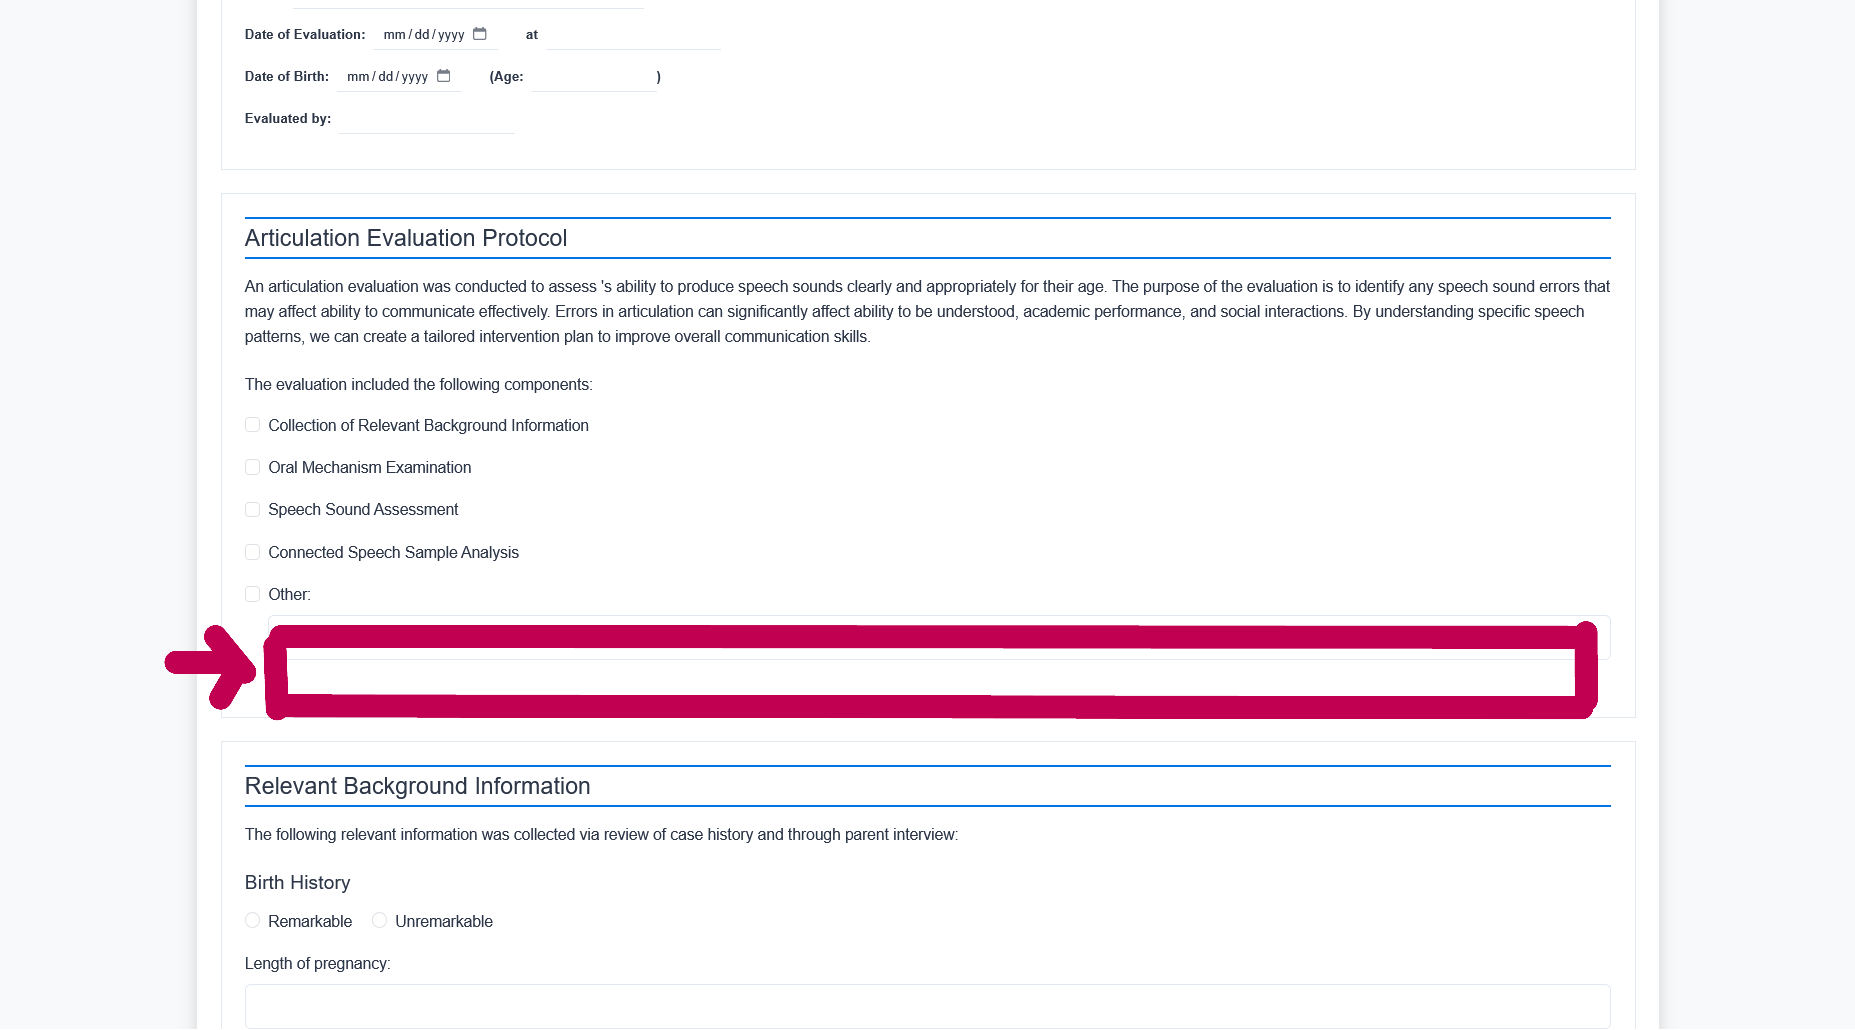 Date of Evaluation: mm/dd/yyyy at
Date of Birth: mm/dd/yyyy (Age: )
Evaluated by:
Articulation Evaluation Protocol
An articulation evaluation was conducted to assess 's ability to produce speech sounds clearly and appropriately for their age. The purpose of the evaluation is to identify any speech sound errors that
may affect ability to communicate effectively. Errors in articulation can significantly affect ability to be understood, academic performance, and social interactions. By understanding specific speech
patterns, we can create a tailored intervention plan to improve overall communication skills.
The evaluation included the following components:
Collection of Relevant Background Information
Oral Mechanism Examination
Speech Sound Assessment
Connected Speech Sample Analysis
Other:
Relevant Background Information
The following relevant information was collected via review of case history and through parent interview:
Birth History
Remarkable Unremarkable
Length of pregnancy: